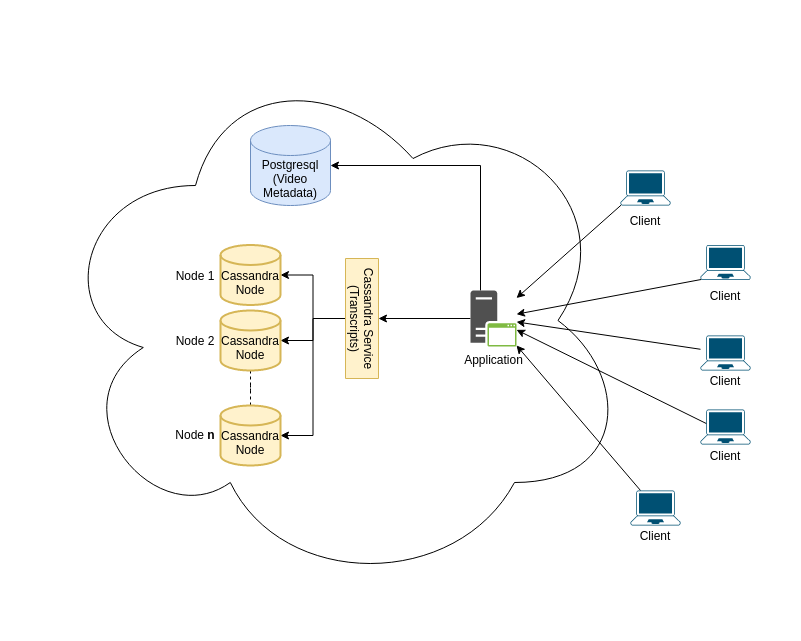 Postgresql
(Video
Metadata)
Client
Node 1
Cassandra
Node
Client
Cassandra Service
(Transcripts)
Node 2
Cassandra
Node
Application
Client
Node n
Cassandra
Node
Client
Client